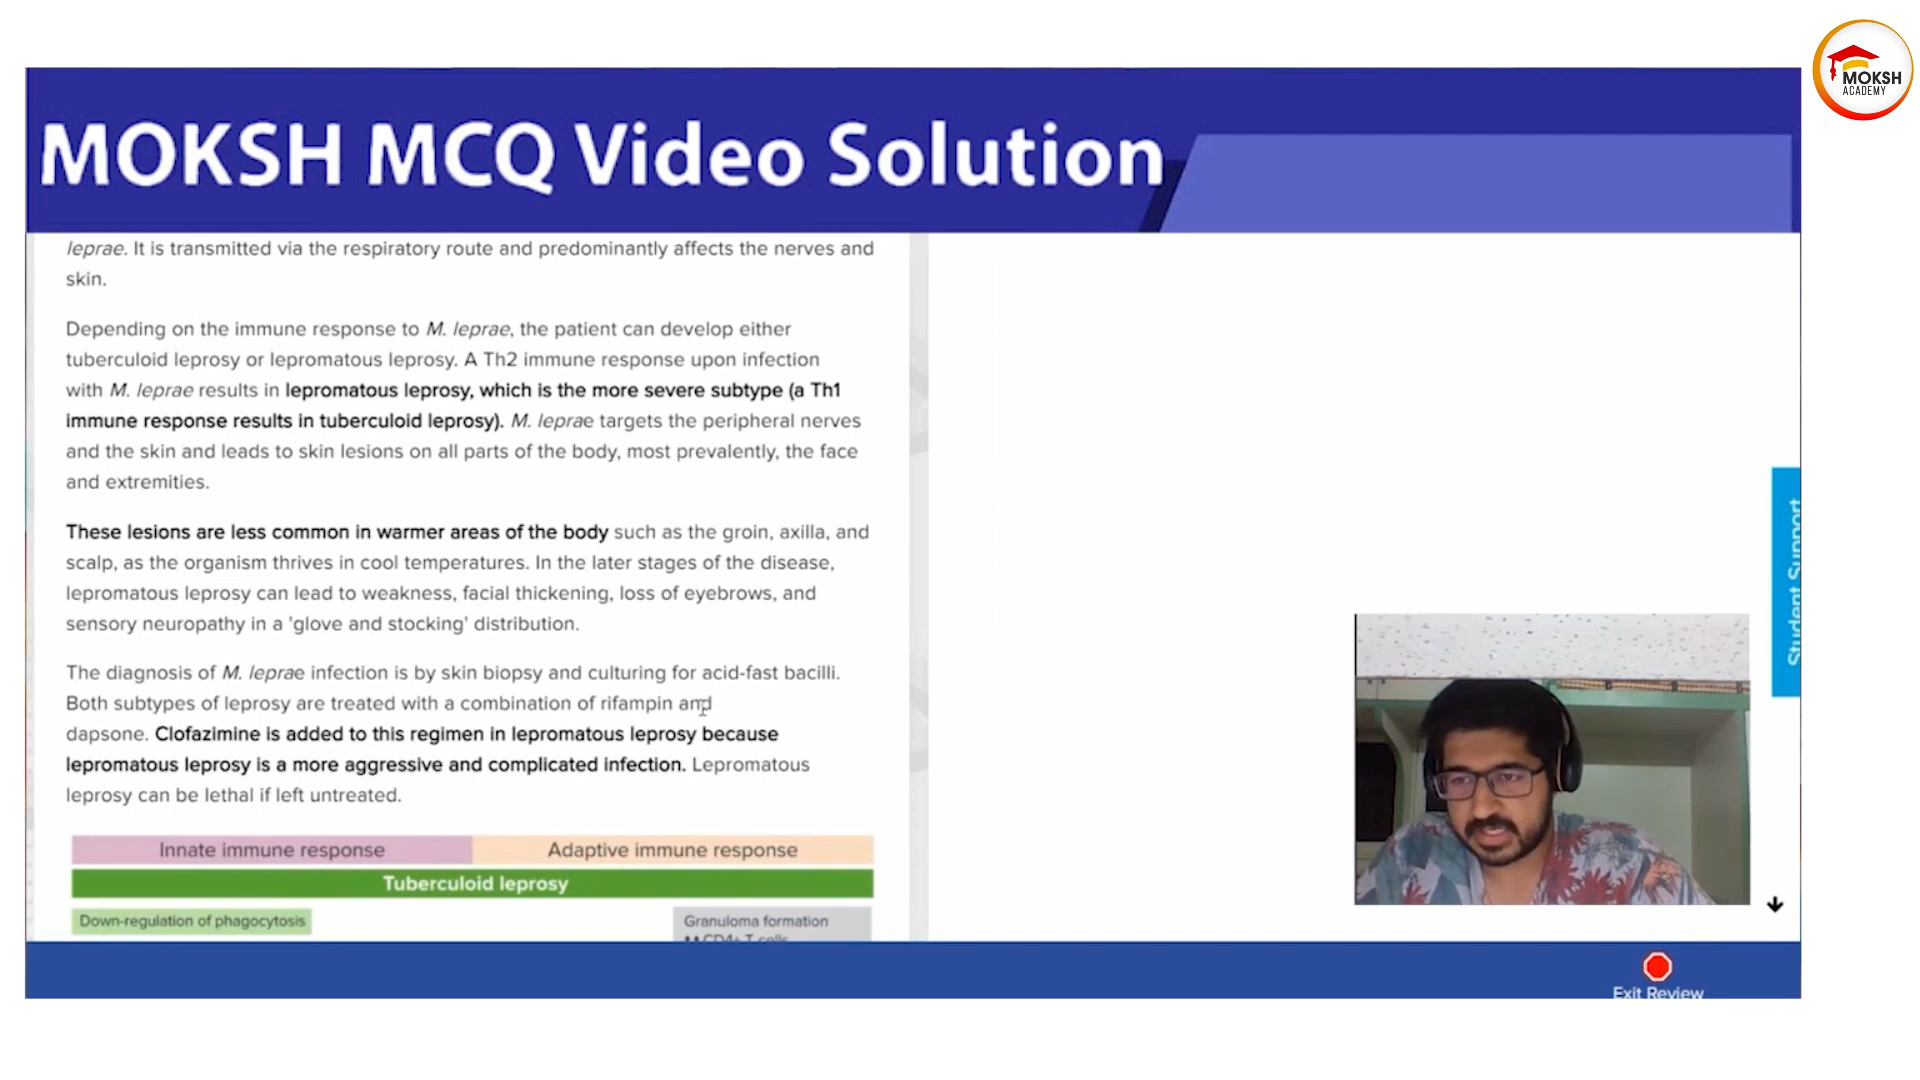 MOKSH
ACADEMY
MOKSH MCQ Video Solution
leprae. It is transmitted via the respiratory route and predominantly affects the nerves and
skin.
Depending on the immune response to M. leprae, the patient can develop either
tuberculoid leprosy or lepromatous leprosy. A Th2 immune response upon infection
with M. leprae results in lepromatous leprosy, which is the more severe subtype (a Th1
immune response results in tuberculoid leprosy). M. leprae targets the peripheral nerves
and the skin and leads to skin lesions on all parts of the body, most prevalently, the face
and extremities.
These lesions are less common in warmer areas of the body such as the groin, axilla, and
scalp, as the organism thrives in cool temperatures. In the later stages of the disease,
lepromatous leprosy can lead to weakness, facial thickening, loss of eyebrows, and
sensory neuropathy in a 'glove and stocking' distribution.
The diagnosis of M. leprae infection is by skin biopsy and culturing for acid-fast bacilli.
Both subtypes of leprosy are treated with a combination of rifampin and
dapsone. Clofazimine is added to this regimen in lepromatous leprosy because
lepromatous leprosy is a more aggressive and complicated infection. Lepromatous
leprosy can be lethal if left untreated.
Innate immune response
Adaptive immune response
Tuberculoid leprosy
Down-regulation of phagocytosis
Granuloma formation
CD4+ T cells
Student Support
Exit Review